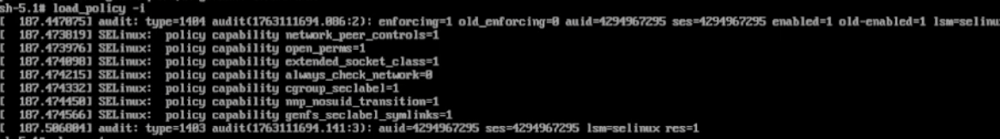 sh-5.1# load_policy -i
[  187.447075] audit: type=1404 audit(1763111694.086:2): enforcing=1 old_enforcing=0 auid=4294967295 ses=4294967295 enabled=1 old-enabled=1 lsm=selinu
[  187.473819] SELinux:  policy capability network_peer_controls=1
[  187.473976] SELinux:  policy capability open_perms=1
[  187.474098] SELinux:  policy capability extended_socket_class=1
[  187.474215] SELinux:  policy capability always_check_network=0
[  187.474332] SELinux:  policy capability cgroup_seclabel=1
[  187.474450] SELinux:  policy capability nnp_nosuid_transition=1
[  187.474566] SELinux:  policy capability genfs_seclabel_symlinks=1
[  187.506804] audit: type=1403 audit(1763111694.141:3): auid=4294967295 ses=4294967295 lsm=selinux res=1